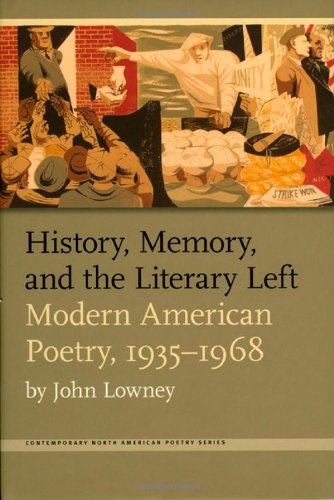 UNITY
STRIKE WON
History, Memory,
and the Literary Left
Modern American
Poetry, 1935–1968
by John Lowney
CONTEMPORARY NORTH AMERICAN POETRY SERIES